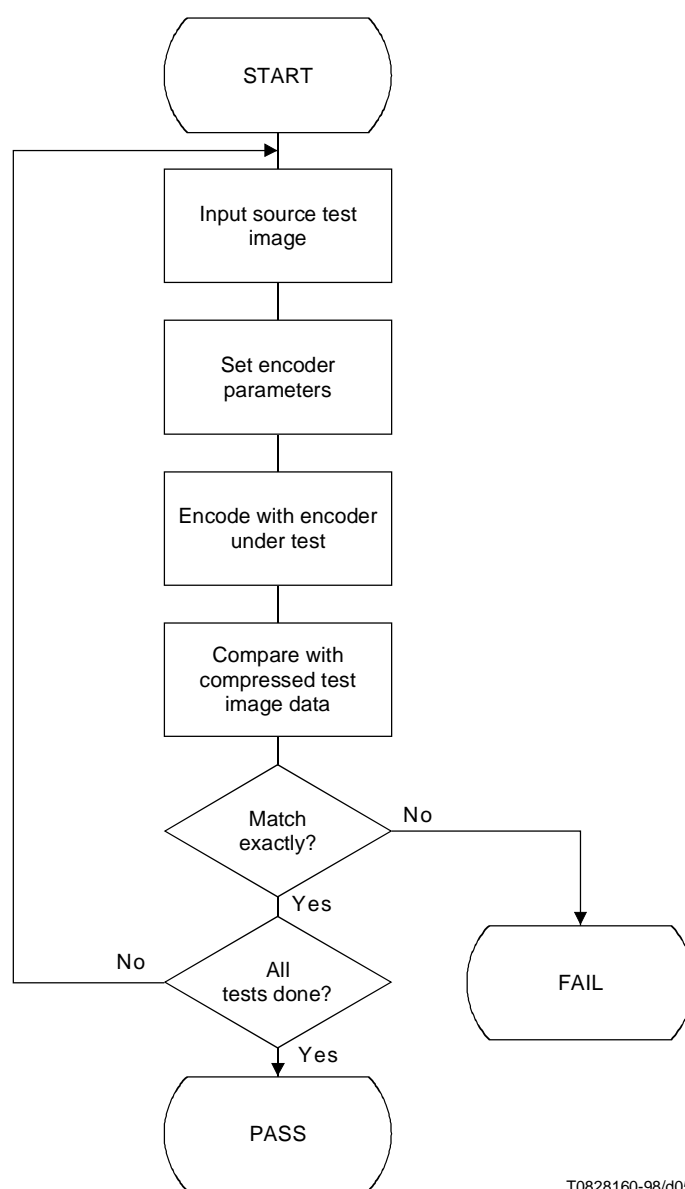 START
Input source test
image
Set encoder
parameters
Encode with encoder
under test
Compare with
compressed test
image data
Match
exactly?
No
Yes
No
All
tests done?
FAIL
Yes
PASS